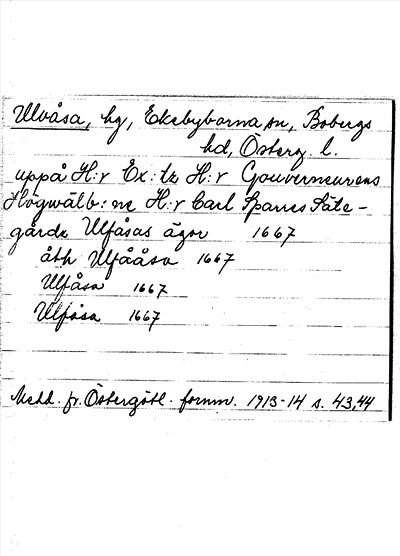 Ulvåsa, hg, Ekebyborna sn, Bobergs
hd, Österg. l.
uppå H:r Ex:tz H:r Gouverneurens
Högwälb:ne H:r Carl Sparres Säte-
gårds Ulfåsas ägor 1667
åth Ulfååsa 1667
Ulfåsa 1667
Ulfåsa 1667
Medd. fr. Östergötl. fornm. 1913-14 s. 43,44